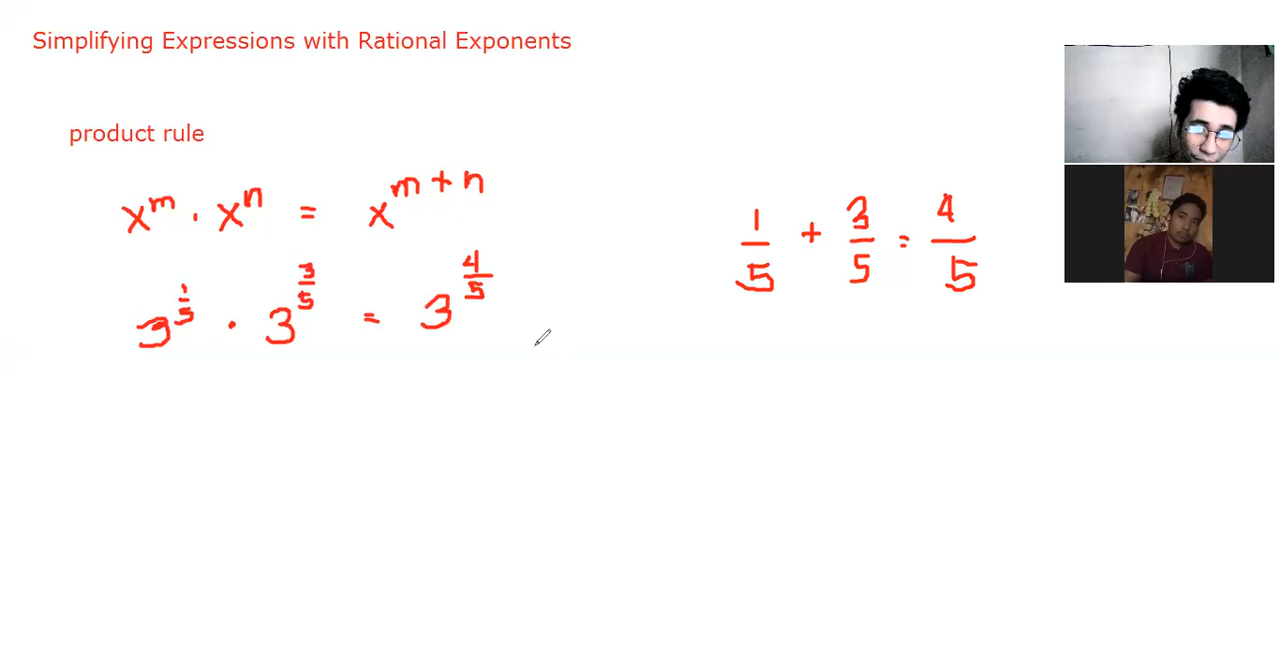 Simplifying Expressions with Rational Exponents
product rule
x^m · x^n = x^{m + n}
3^{1/5} · 3^{3/5} = 3^{4/5}
1/5 + 3/5 = 4/5